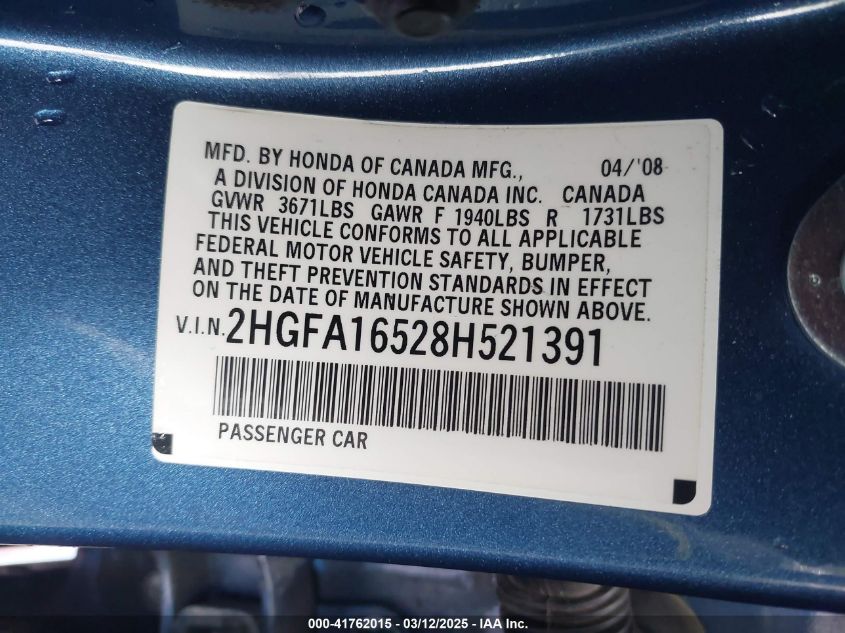 MFD. BY HONDA OF CANADA MFG., 04/'08
A DIVISION OF HONDA CANADA INC. CANADA
GVWR 3671LBS GAWR F 1940LBS R 1731LBS
THIS VEHICLE CONFORMS TO ALL APPLICABLE
FEDERAL MOTOR VEHICLE SAFETY, BUMPER,
AND THEFT PREVENTION STANDARDS IN EFFECT
ON THE DATE OF MANUFACTURE SHOWN ABOVE.
V.I.N. 2HGFA16528H521391
PASSENGER CAR
000-41762015 - 03/12/2025 - IAA Inc.